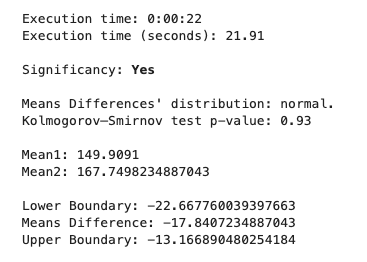 Execution time: 0:00:22
Execution time (seconds): 21.91
Significancy: Yes
Means Differences' distribution: normal.
Kolmogorov–Smirnov test p-value: 0.93
Mean1: 149.9091
Mean2: 167.7498234887043
Lower Boundary: -22.667760039397663
Means Difference: -17.8407234887043
Upper Boundary: -13.166890480254184